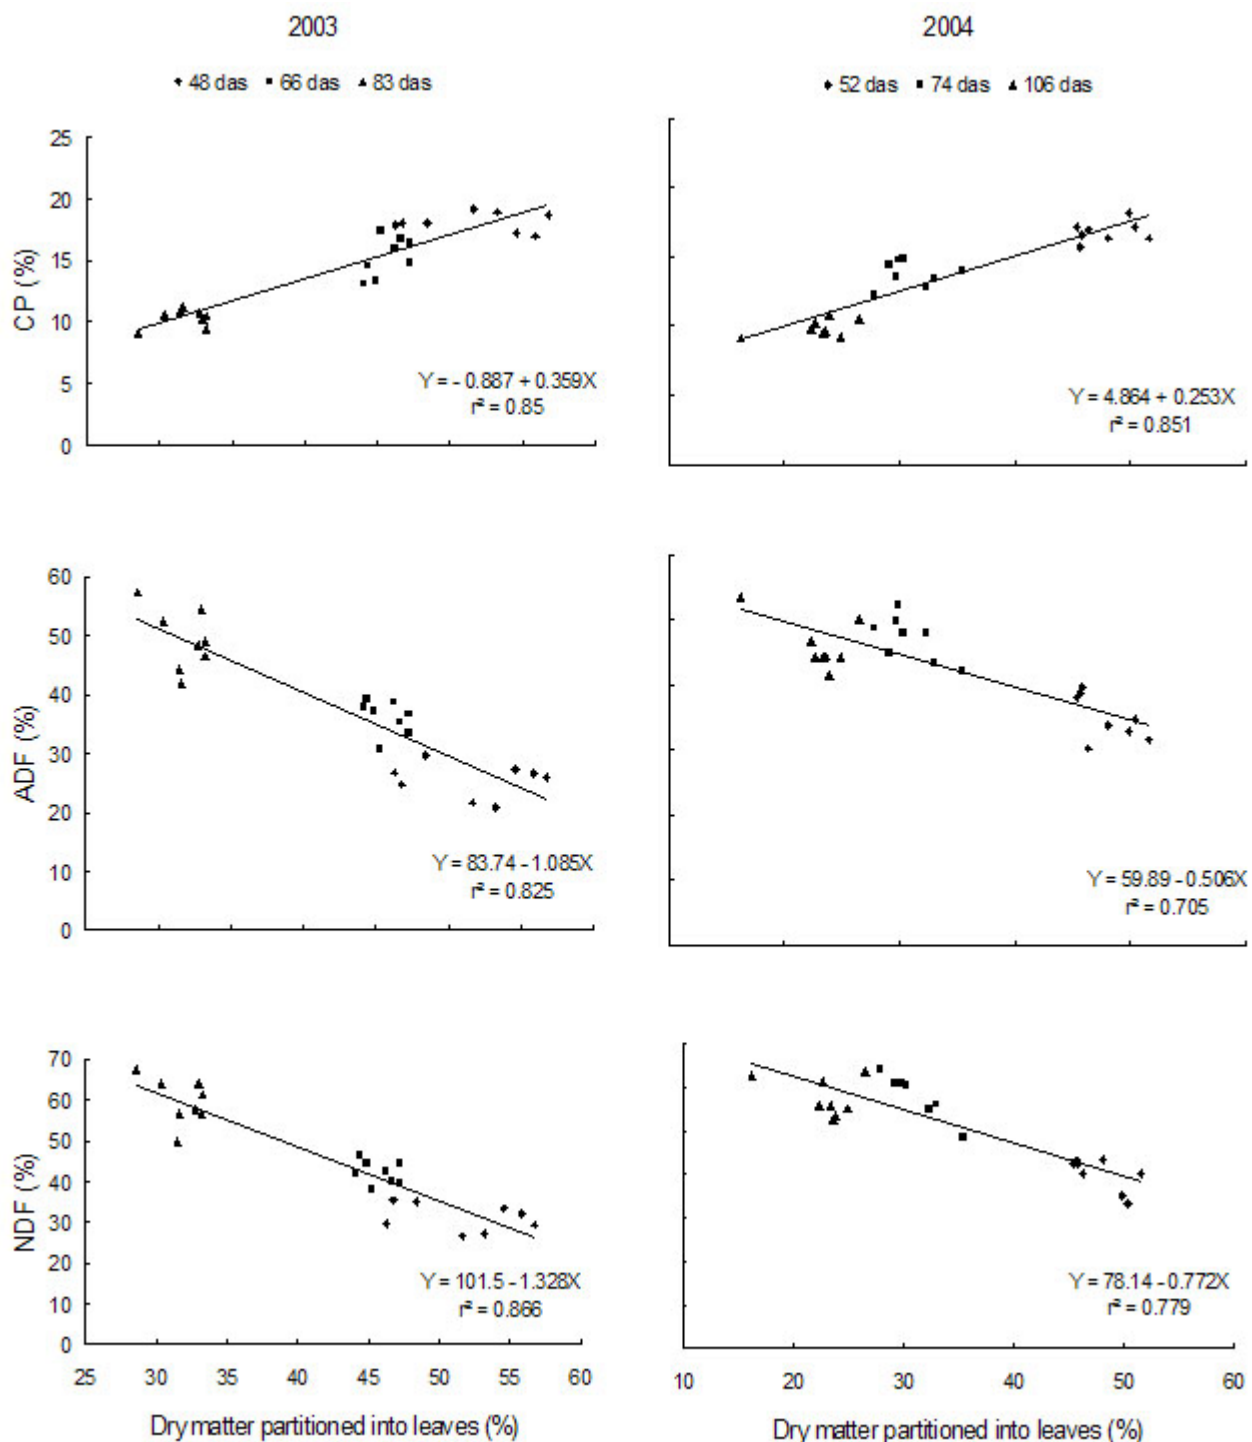 2003
2004
48 das 66 das 83 das
52 das 74 das 106 das
25
20
15
10
5
0
CP (%)
Y = - 0.887 + 0.359X
r² = 0.85
Y = 4.864 + 0.253X
r² = 0.851
60
50
40
30
20
10
0
ADF (%)
Y = 83.74 - 1.085X
r² = 0.825
Y = 59.89 - 0.506X
r² = 0.705
70
60
50
40
30
20
10
0
NDF (%)
Y = 101.5 - 1.328X
r² = 0.866
Y = 78.14 - 0.772X
r² = 0.779
25 30 35 40 45 50 55 60
10 20 30 40 50 60
Dry matter partitioned into leaves (%)
Dry matter partitioned into leaves (%)